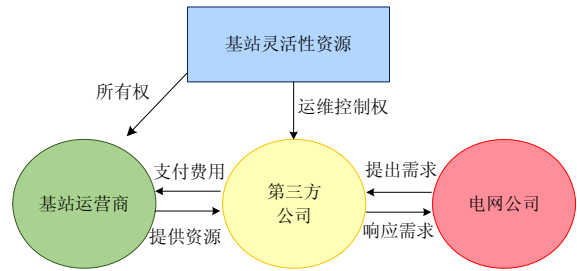 基站灵活性资源
所有权
运维控制权
支付费用
提出需求
基站运营商
第三方
公司
电网公司
提供资源
响应需求